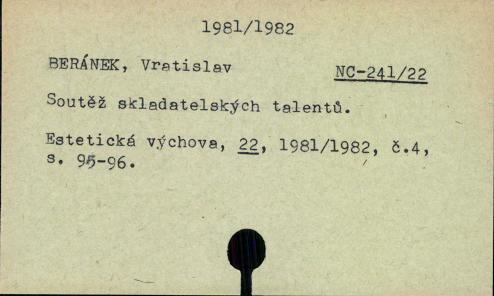 1981/1982
BERÁNEK, Vratislav NC-241/22
Soutěž skladatelských talentů.
Estetická výchova, 22, 1981/1982, č.4,
s. 95-96.